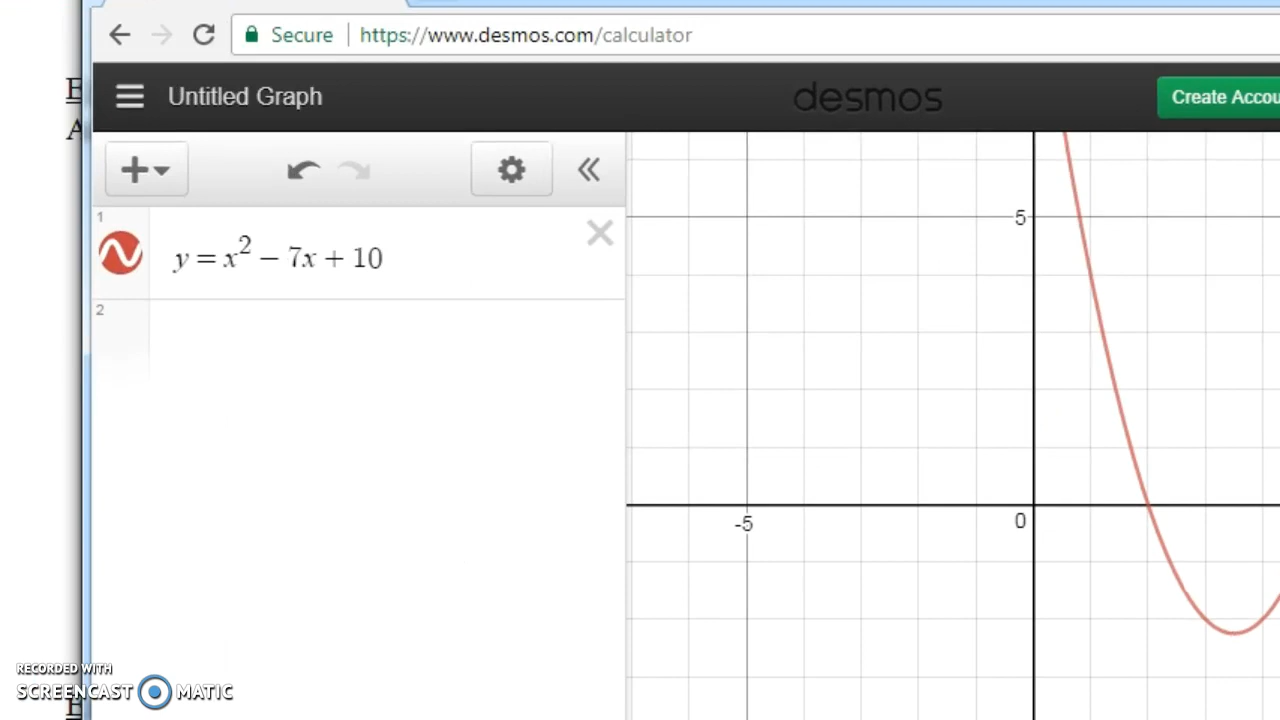 Secure https://www.desmos.com/calculator
E
A
Untitled Graph
desmos
Create Accou
1
y = x² − 7x + 10
2
5
-5
0
RECORDED WITH
SCREENCAST MATIC
E